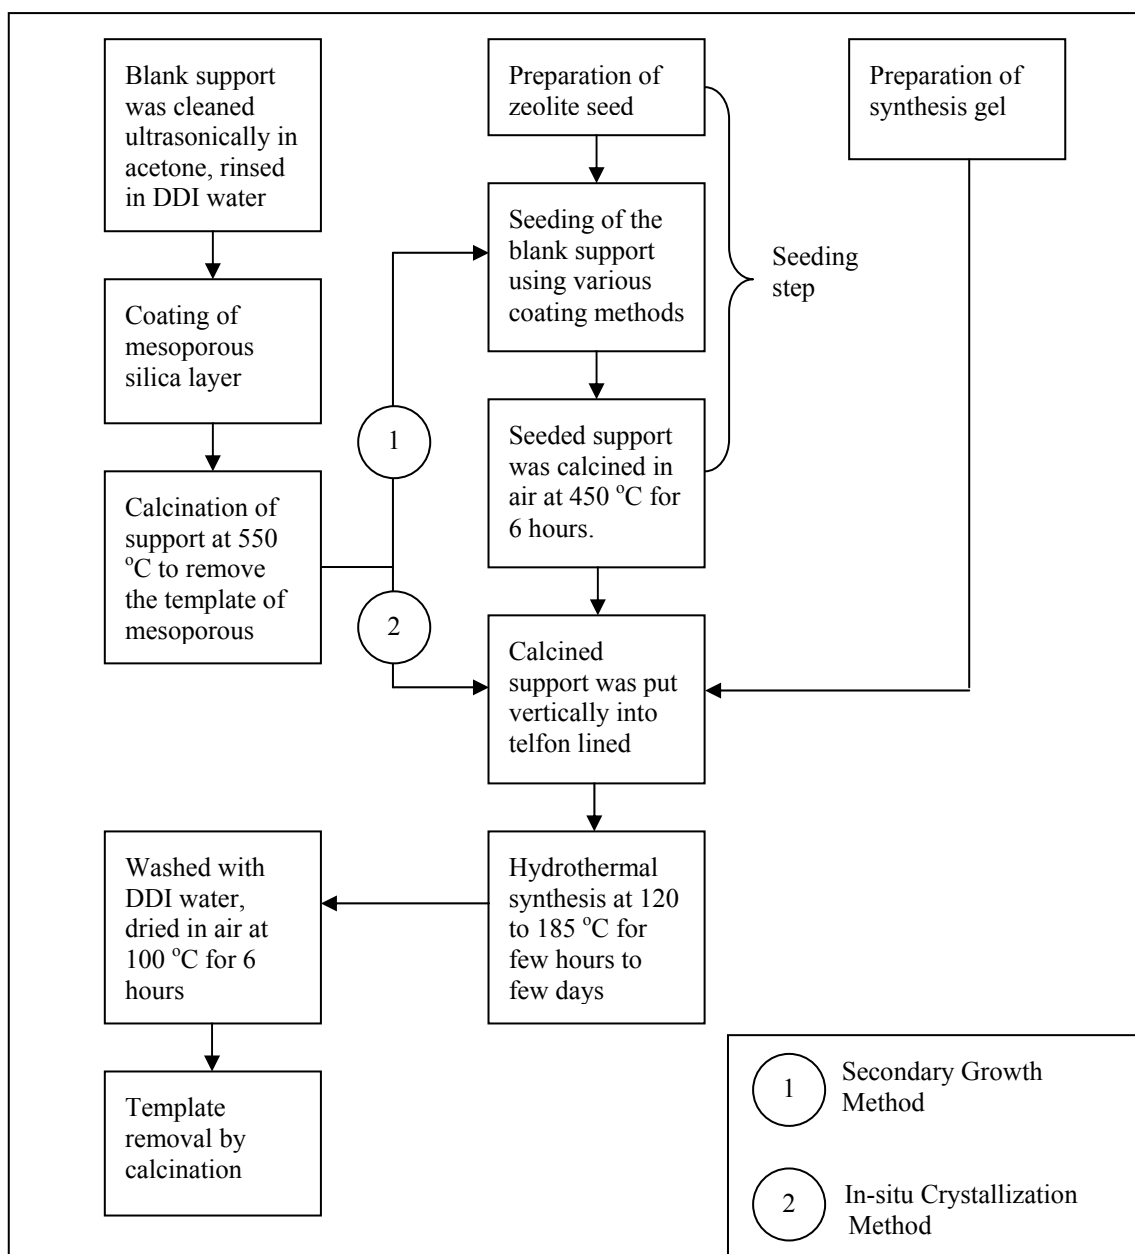 Blank support
was cleaned
ultrasonically in
acetone, rinsed
in DDI water
Coating of
mesoporous
silica layer
Calcination of
support at 550
°C to remove
the template of
mesoporous
1
2
Preparation of
zeolite seed
Seeding of the
blank support
using various
coating methods
Seeded support
was calcined in
air at 450 °C for
6 hours.
Seeding
step
Preparation of
synthesis gel
Calcined
support was put
vertically into
telfon lined
Hydrothermal
synthesis at 120
to 185 °C for
few hours to
few days
Washed with
DDI water,
dried in air at
100 °C for 6
hours
Template
removal by
calcination
1
Secondary Growth
Method
2
In-situ Crystallization
Method